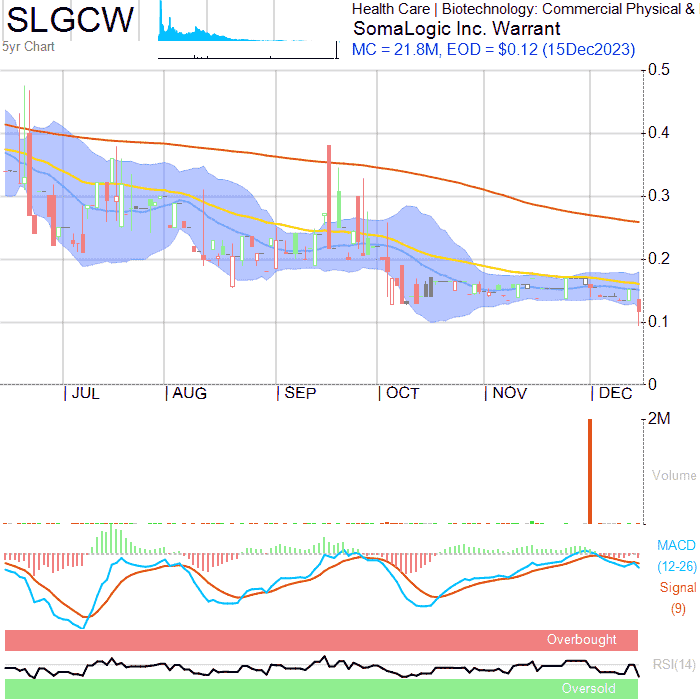 SLGCW
5yr Chart
Health Care | Biotechnology: Commercial Physical &
SomaLogic Inc. Warrant
MC = 21.8M, EOD = $0.12 (15Dec2023)
0.5
0.4
0.3
0.2
0.1
0
JUL
AUG
SEP
OCT
NOV
DEC
2M
Volume
MACD
(12-26)
Signal
(9)
Overbought
RSI(14)
Oversold